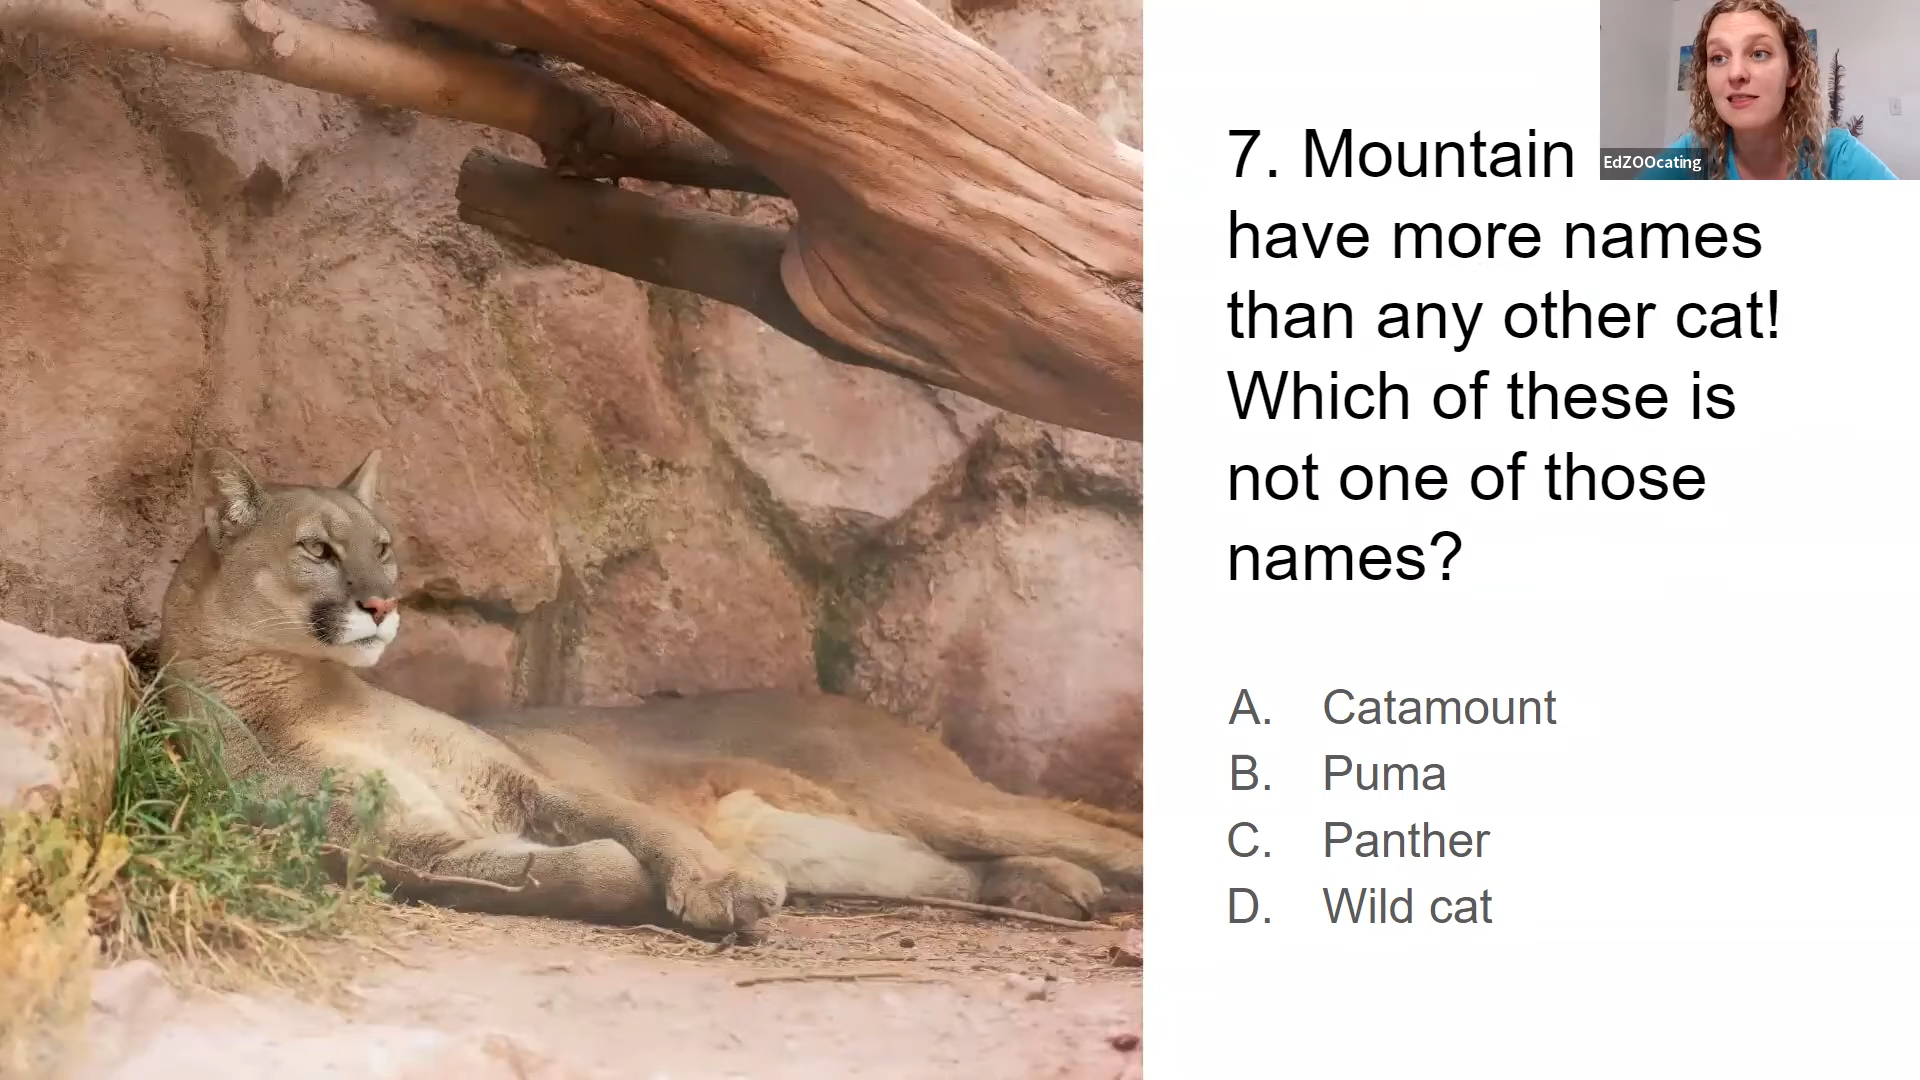 7. Mountain
have more names
than any other cat!
Which of these is
not one of those
names?
A. Catamount
B. Puma
C. Panther
D. Wild cat
EdZOOcating